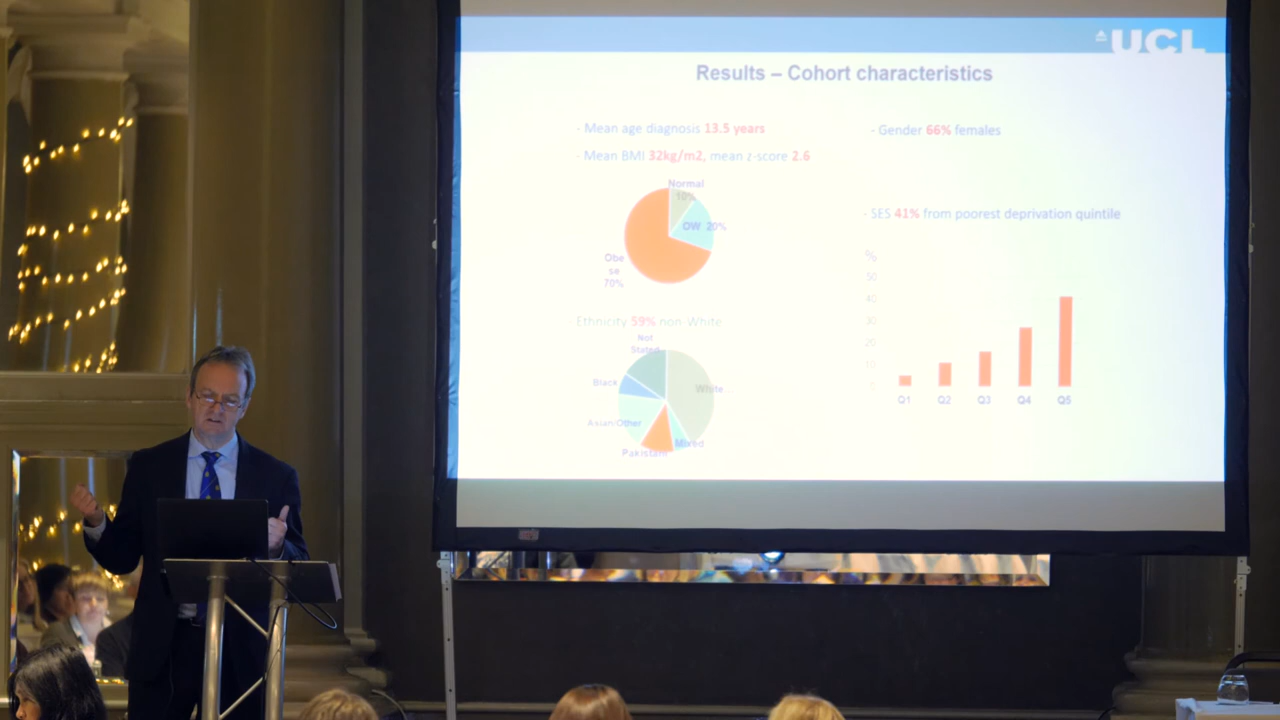 UCL
Results – Cohort characteristics
- Mean age diagnosis 13.5 years
- Mean BMI 32kg/m2, mean z-score 2.6
Normal
10%
OW 20%
Obe
se
70%
Ethnicity 59% non-White
Not
Stated
Black
White
Asian Other
Mixed
Pakistani
- Gender 66% females
- SES 41% from poorest deprivation quintile
%
50
40
30
20
10
0
Q1 Q2 Q3 Q4 Q5